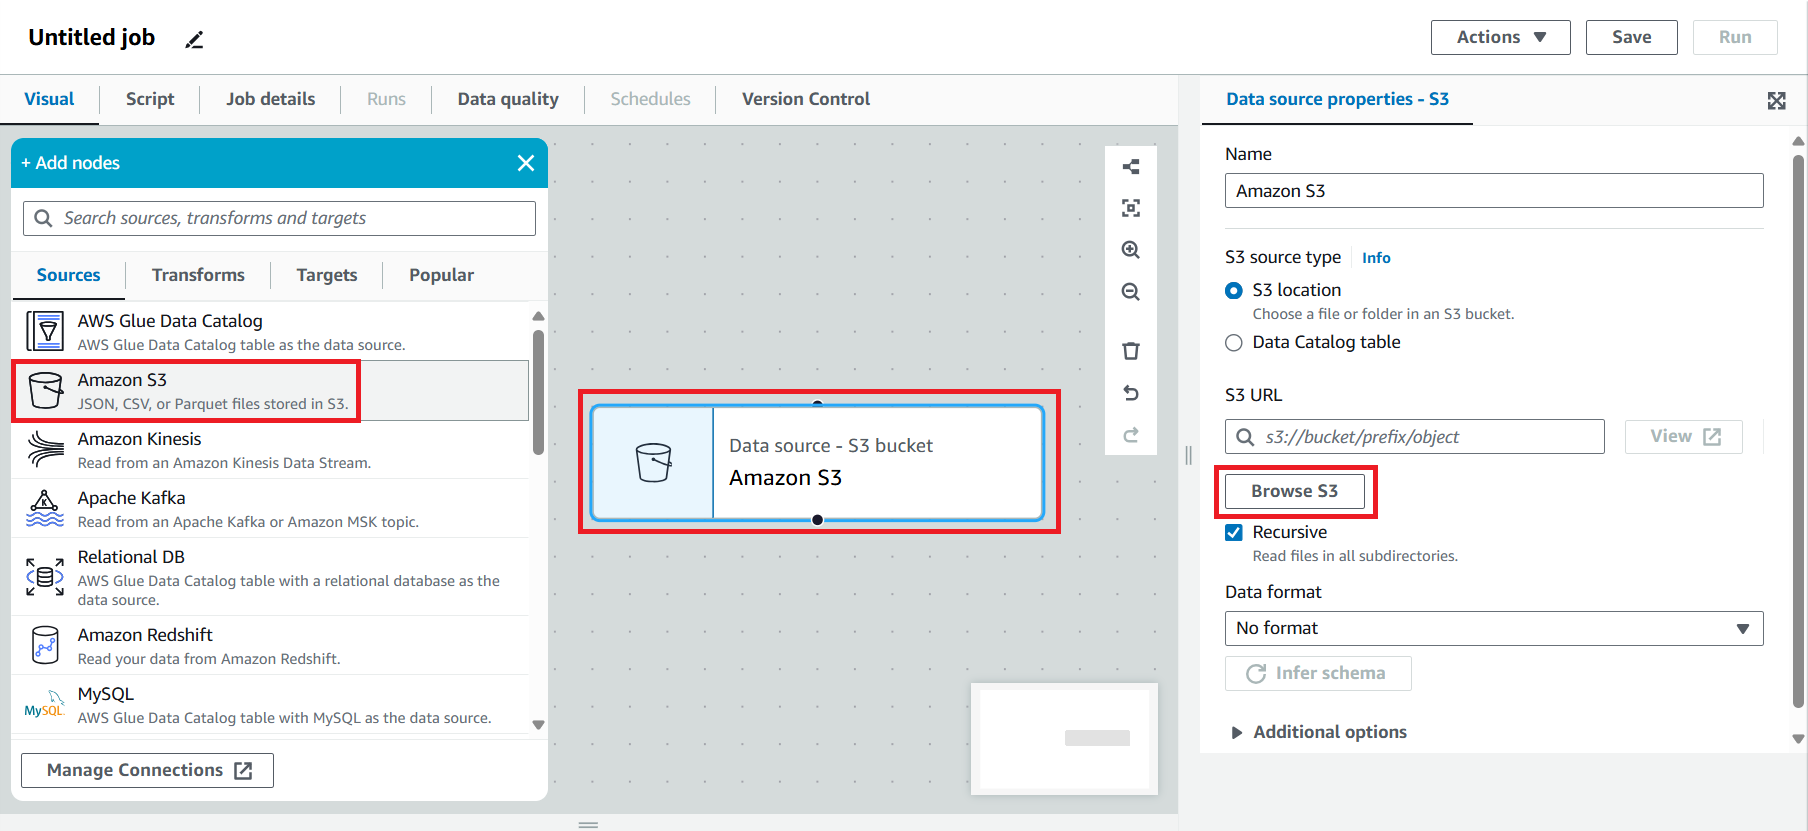 Untitled job
Actions
Save
Run
Visual
Script
Job details
Runs
Data quality
Schedules
Version Control
+ Add nodes
Search sources, transforms and targets
Sources
Transforms
Targets
Popular
AWS Glue Data Catalog
AWS Glue Data Catalog table as the data source.
Amazon S3
JSON, CSV, or Parquet files stored in S3.
Amazon Kinesis
Read from an Amazon Kinesis Data Stream.
Apache Kafka
Read from an Apache Kafka or Amazon MSK topic.
Relational DB
AWS Glue Data Catalog table with a relational database as the
data source.
Amazon Redshift
Read your data from Amazon Redshift.
MySQL
MySQL
AWS Glue Data Catalog table with MySQL as the data source.
Manage Connections
Data source - S3 bucket
Amazon S3
Data source properties - S3
Name
Amazon S3
S3 source type
Info
S3 location
Choose a file or folder in an S3 bucket.
Data Catalog table
S3 URL
s3://bucket/prefix/object
View
Browse S3
Recursive
Read files in all subdirectories.
Data format
No format
Infer schema
Additional options